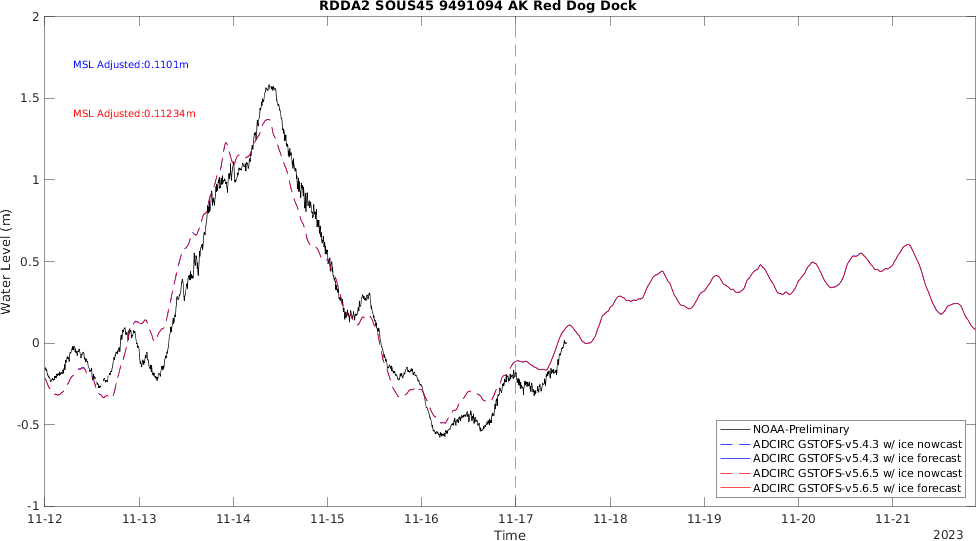 RDDA2 SOUS45 9491094 AK Red Dog Dock
2
MSL Adjusted:0.1101m
1.5
MSL Adjusted:0.11234m
1
Water Level (m)
0.5
0
-0.5
-1
NOAA-Preliminary
ADCIRC GSTOFS-v5.4.3 w/ ice nowcast
ADCIRC GSTOFS-v5.4.3 w/ ice forecast
ADCIRC GSTOFS-v5.6.5 w/ ice nowcast
ADCIRC GSTOFS-v5.6.5 w/ ice forecast
11-12 11-13 11-14 11-15 11-16 11-17 11-18 11-19 11-20 11-21
Time
2023